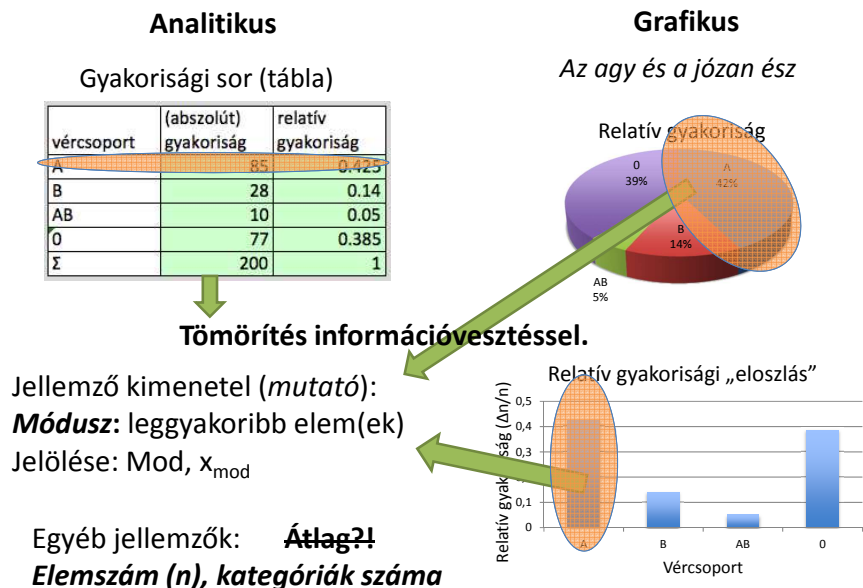 Analitikus
Gyakorisági sor (tábla)
vércsoport (abszolút) gyakoriság relatív gyakoriság
A 85 0.425
B 28 0.14
AB 10 0.05
0 77 0.385
Σ 200 1
Grafikus
Az agy és a józan ész
Relatív gyakoriság
0
39%
A
42%
B
14%
AB
5%
Tömörítés információvesztéssel.
Jellemző kimenetel (mutató):
Módusz: leggyakoribb elem(ek)
Jelölése: Mod, xmod
Egyéb jellemzők: Átlag?!
Elemszám (n), kategóriák száma
Relatív gyakorisági „eloszlás”
Relatív gyakoriság (Δn/n)
0,5
0,4
0,3
0,1
0
A B AB 0
Vércsoport